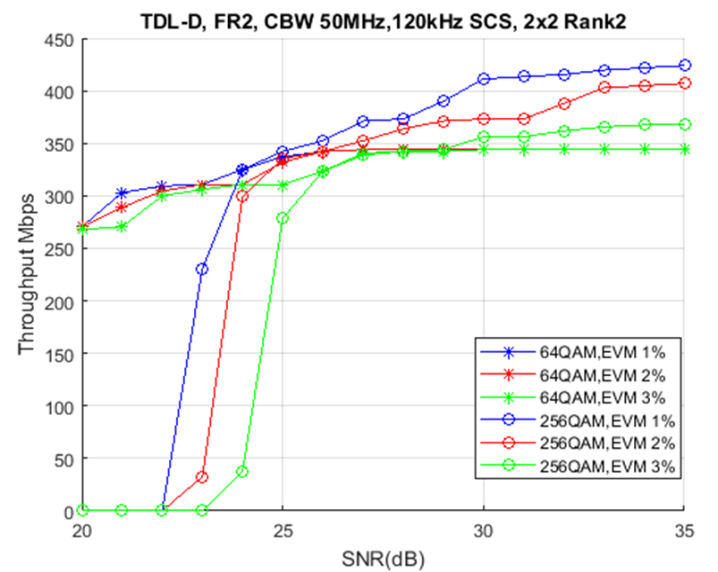 TDL-D, FR2, CBW 50MHz,120kHz SCS, 2x2 Rank2
450
400
350
300
250
200
150
100
50
0
Throughput Mbps
64QAM,EVM 1%
64QAM,EVM 2%
64QAM,EVM 3%
256QAM,EVM 1%
256QAM,EVM 2%
256QAM,EVM 3%
20
25
30
35
SNR(dB)